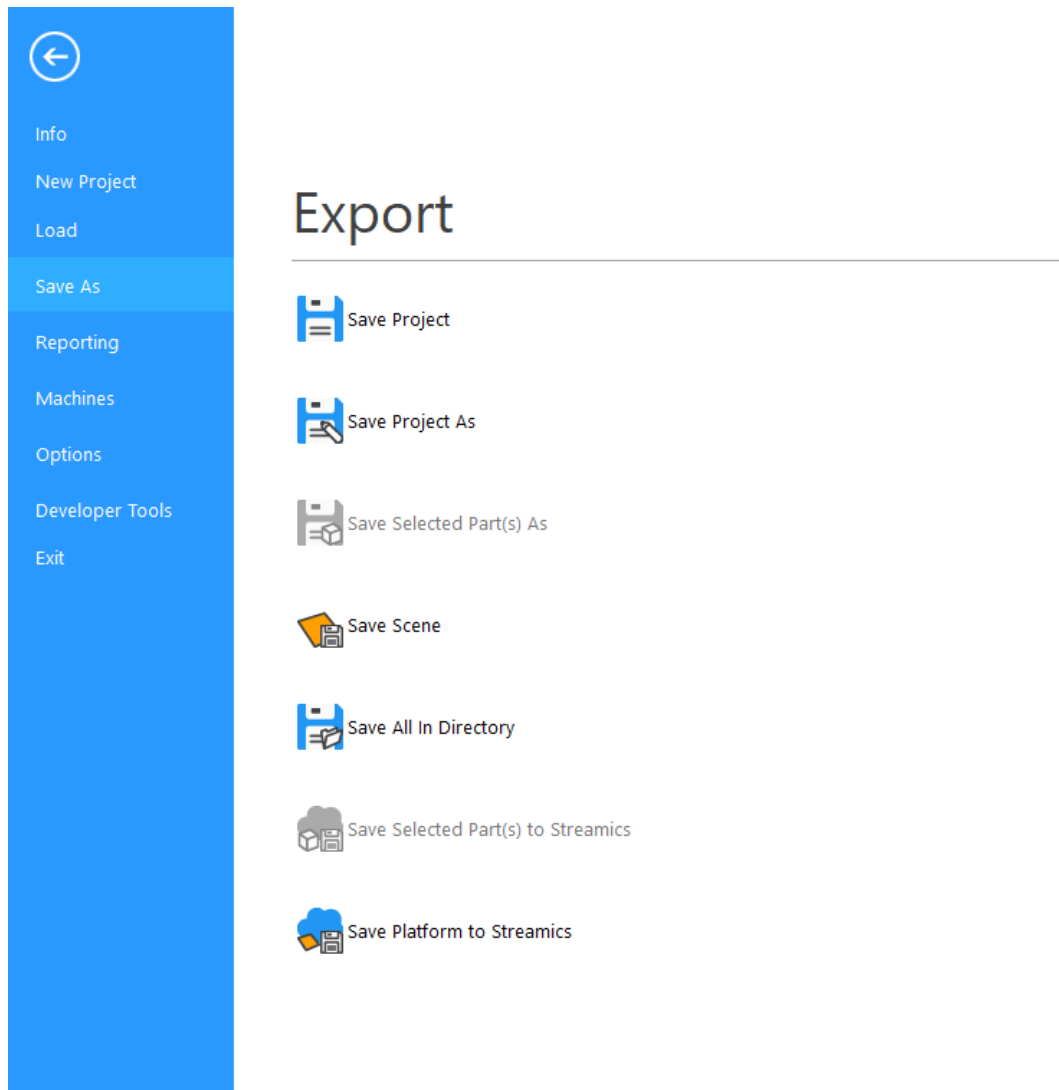 Info
New Project
Load
Save As
Reporting
Machines
Options
Developer Tools
Exit
Export
Save Project
Save Project As
Save Selected Part(s) As
Save Scene
Save All In Directory
Save Selected Part(s) to Streamics
Save Platform to Streamics